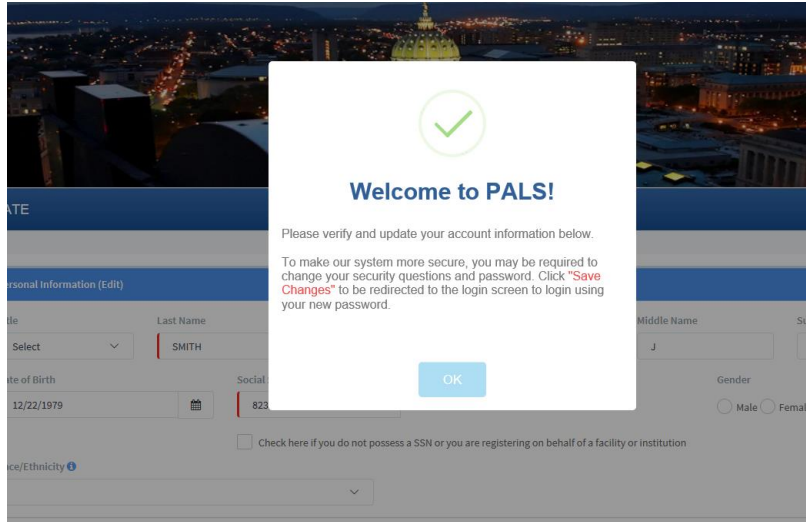 Welcome to PALS!
Please verify and update your account information below.
To make our system more secure, you may be required to
change your security questions and password. Click "Save
Changes" to be redirected to the login screen to login using
your new password.
OK
ATE
ersonal Information (Edit)
tle Last Name Middle Name Su
Select SMITH J
ate of Birth Social Gender
12/22/1979 823 Male Femal
Check here if you do not possess a SSN or you are registering on behalf of a facility or institution
ace/Ethnicity